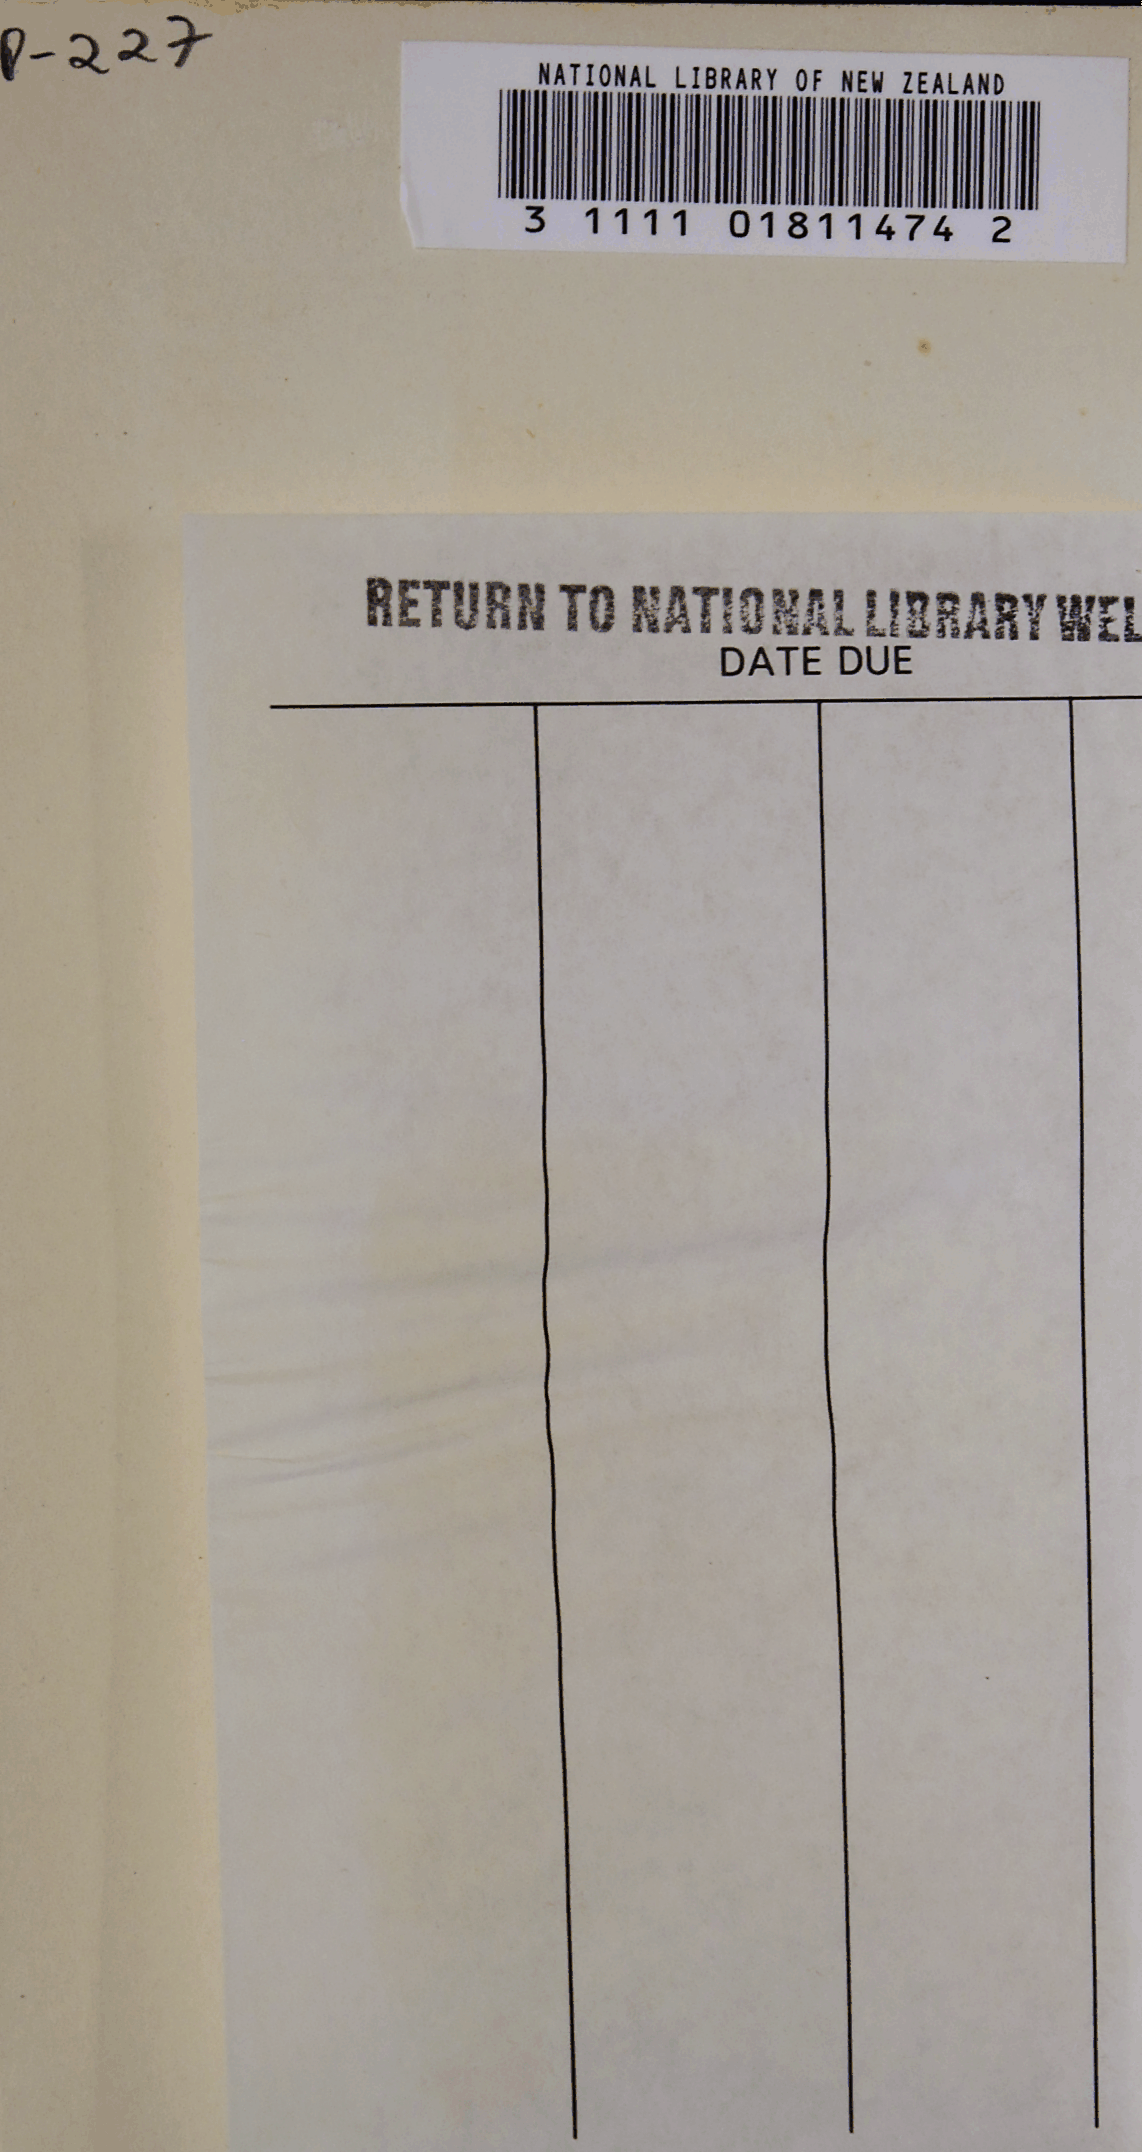 P-227
NATIONAL LIBRARY OF NEW ZEALAND
3 1111 01811474 2
RETURN TO NATIONAL LIBRARY WEL
DATE DUE